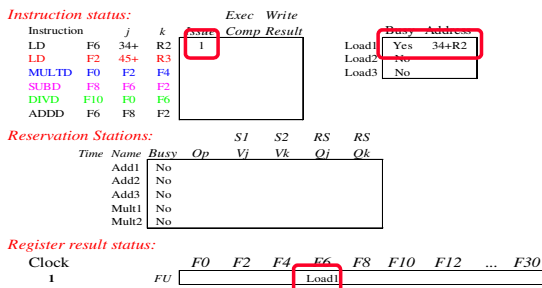 Instruction status: Exec Write
Instruction j k Issue Comp Result Busy Address
LD F6 34+ R2 1 Load1 Yes 34+R2
LD F2 45+ R3 Load2 No
MULTD F0 F2 F4 Load3 No
SUBD F8 F6 F2
DIVD F10 F0 F6
ADDD F6 F8 F2
Reservation Stations: S1 S2 RS RS
Time Name Busy Op Vj Vk Qj Qk
Add1 No
Add2 No
Add3 No
Mult1 No
Mult2 No
Register result status:
Clock F0 F2 F4 F6 F8 F10 F12 ... F30
1 FU Load1